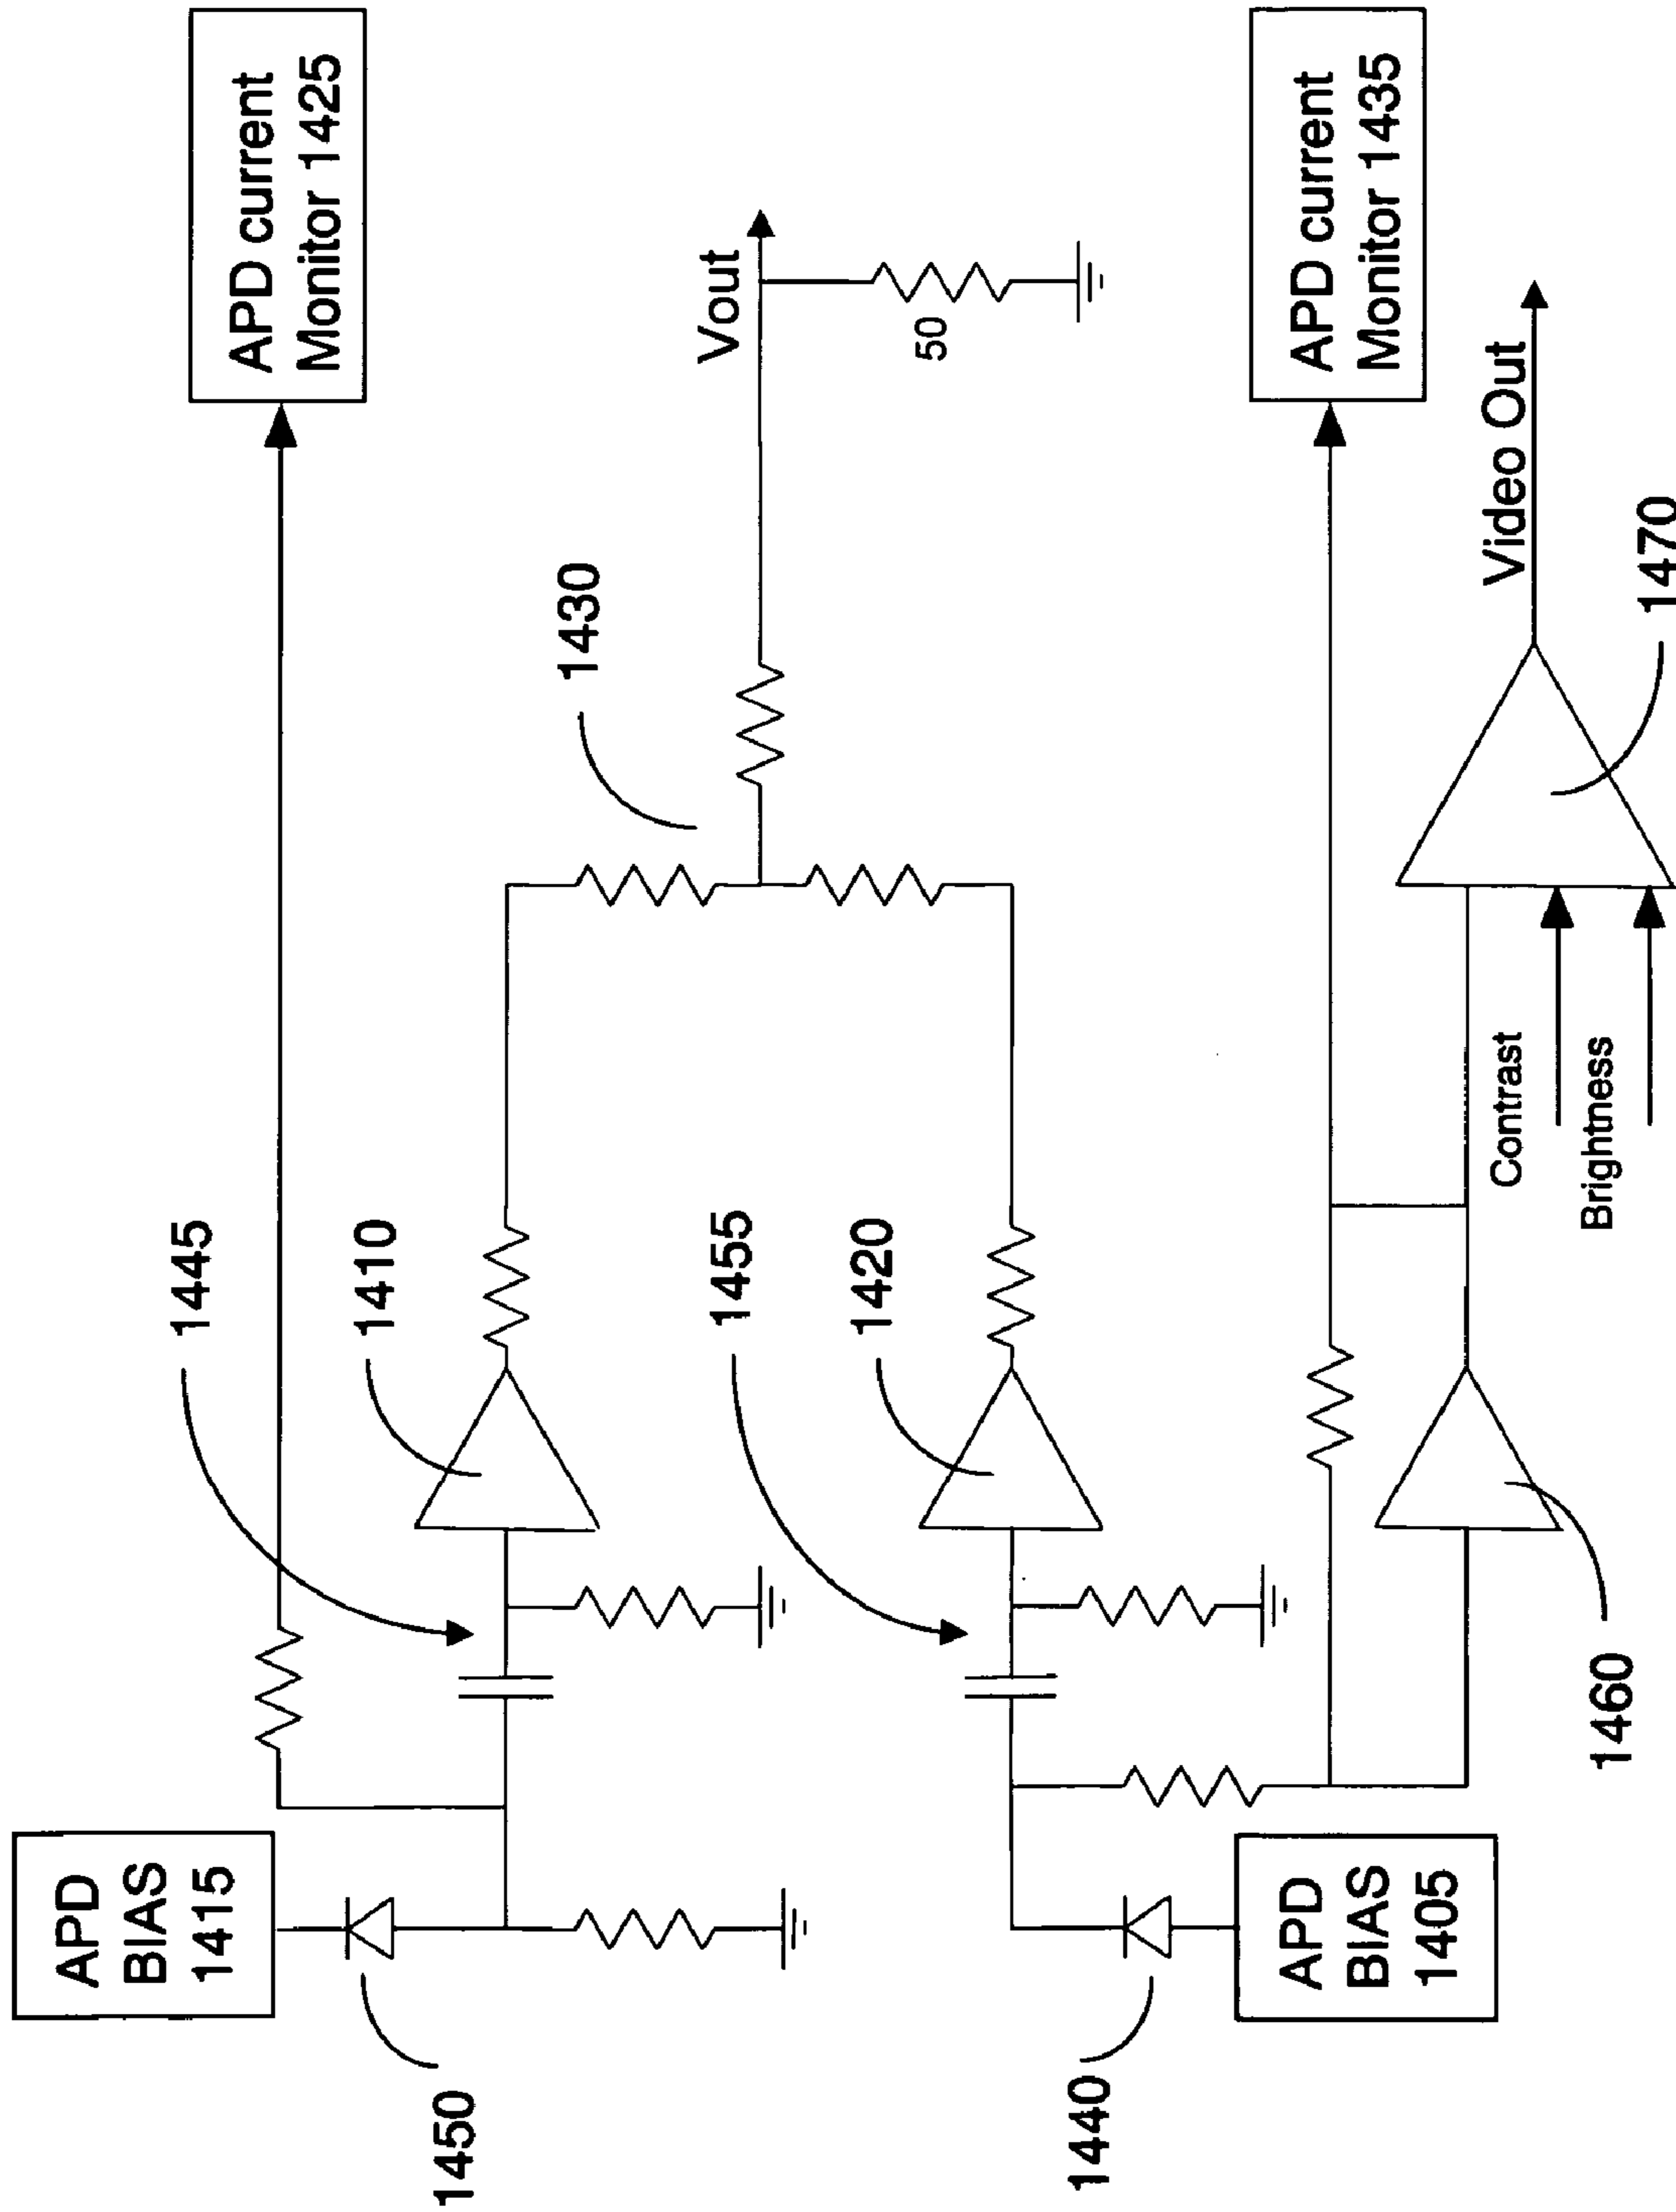 APD
BIAS
1415
APD current
Monitor 1425
1445
1450
1410
1430
Vout
50
1455
1420
1440
APD
BIAS
1405
APD current
Monitor 1435
1460
Contrast
Brightness
Video Out
1470